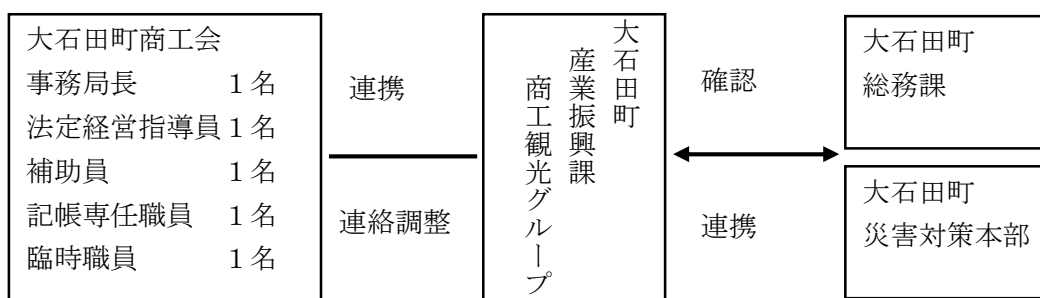 大石田町商工会
事務局長 1名
法定経営指導員1名
補助員 1名
記帳専任職員 1名
臨時職員 1名
連携
連絡調整
大石田町
産業振興課
商工観光グループ
確認
連携
大石田町
総務課
大石田町
災害対策本部